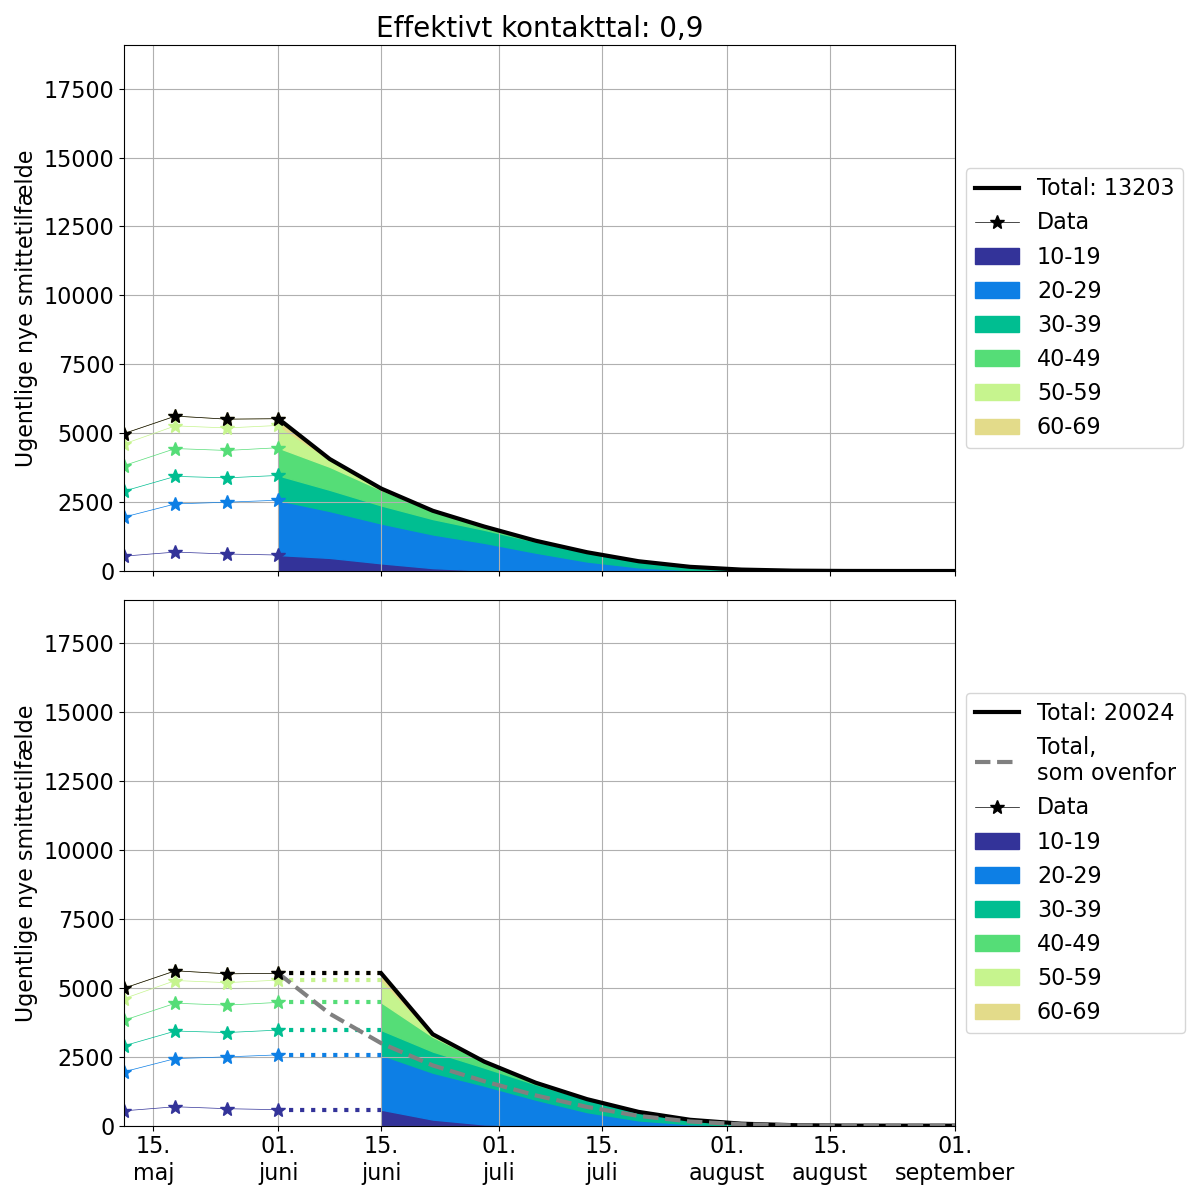 Effektivt kontakttal: 0,9
Ugentlige nye smittetilfælde
17500
15000
12500
10000
7500
5000
2500
0
Total: 13203
Data
10-19
20-29
30-39
40-49
50-59
60-69
Ugentlige nye smittetilfælde
17500
15000
12500
10000
7500
5000
2500
0
15.
maj
01.
juni
15.
juni
01.
juli
15.
juli
01.
august
15.
august
01.
september
Total: 20024
Total,
som ovenfor
Data
10-19
20-29
30-39
40-49
50-59
60-69